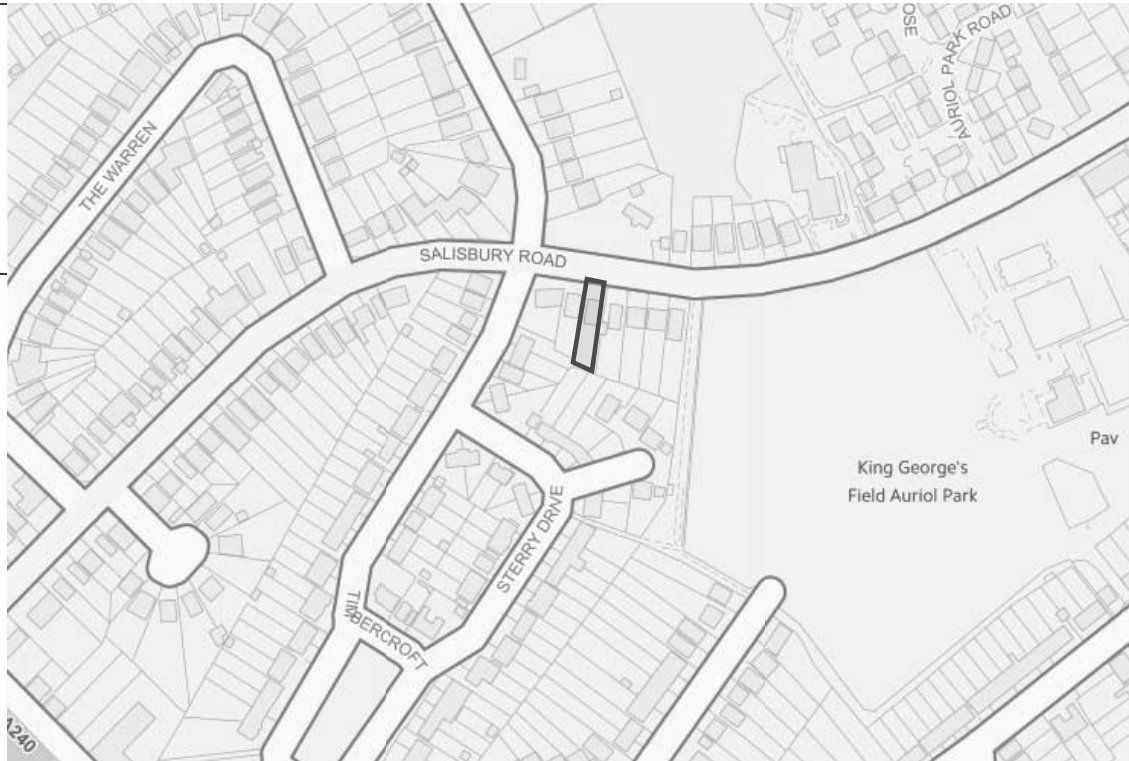 OSE
AURIOL PARK ROAD
THE WARREN
SALISBURY ROAD
Pav
King George's
Field Auriol Park
STERRY DRIVE
TIMBERCROFT
A240